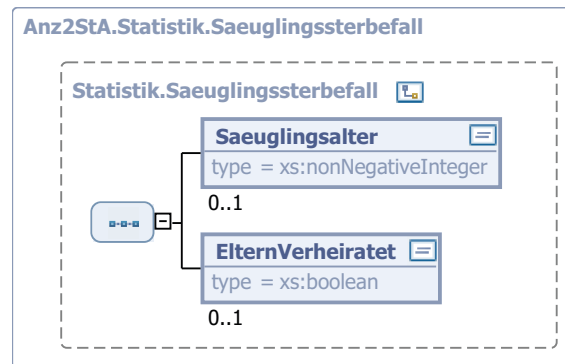 Anz2StA.Statistik.Saeuglingssterbefall
Statistik.Saeuglingssterbefall
Saeuglingsalter
type = xs:nonNegativeInteger
0..1
ElternVerheiratet
type = xs:boolean
0..1